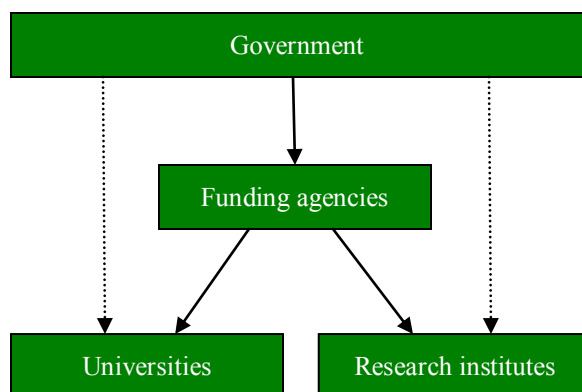 Government
Funding agencies
Universities
Research institutes